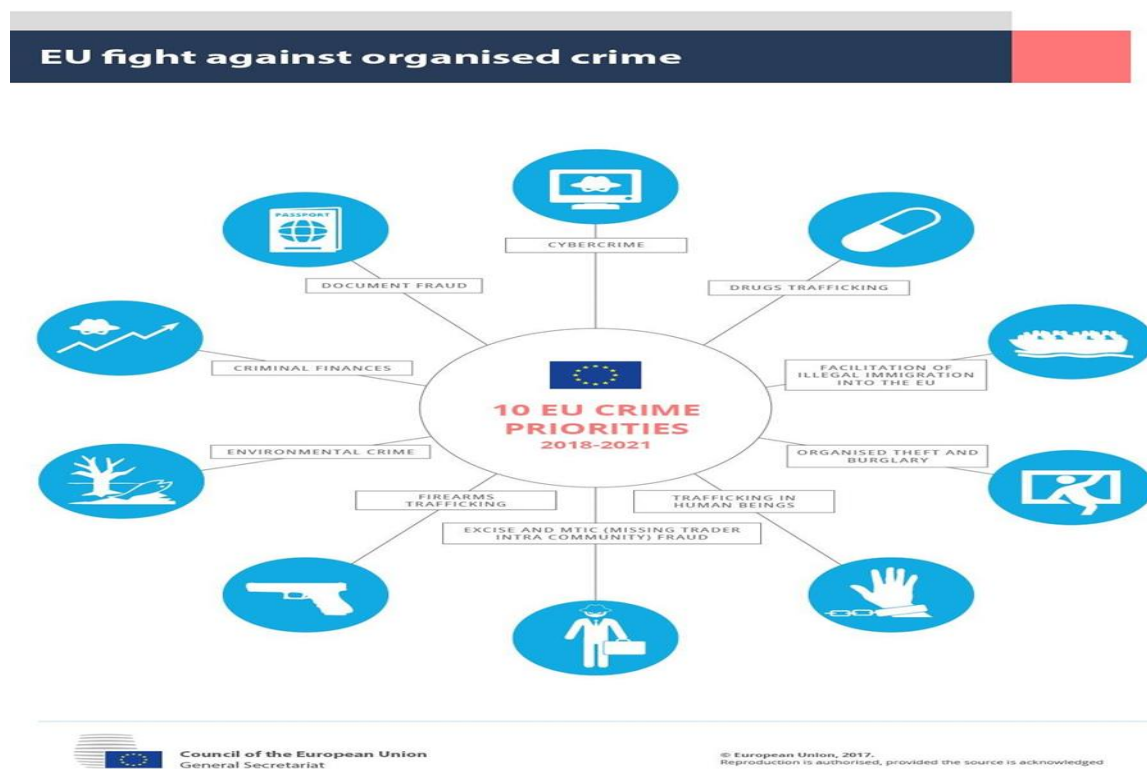 EU fight against organised crime
CYBERCRIME
PASSPORT
DOCUMENT FRAUD
DRUGS TRAFFICKING
CRIMINAL FINANCES
FACILITATION OF
ILLEGAL IMMIGRATION
INTO THE EU
10 EU CRIME
PRIORITIES
2018-2021
ENVIRONMENTAL CRIME
ORGANISED THEFT AND
BURGLARY
FIREARMS
TRAFFICKING
TRAFFICKING IN
HUMAN BEINGS
EXCISE AND MTIC (MISSING TRADER
INTRA COMMUNITY) FRAUD
Council of the European Union
General Secretariat
© European Union, 2017.
Reproduction is authorised, provided the source is acknowledged